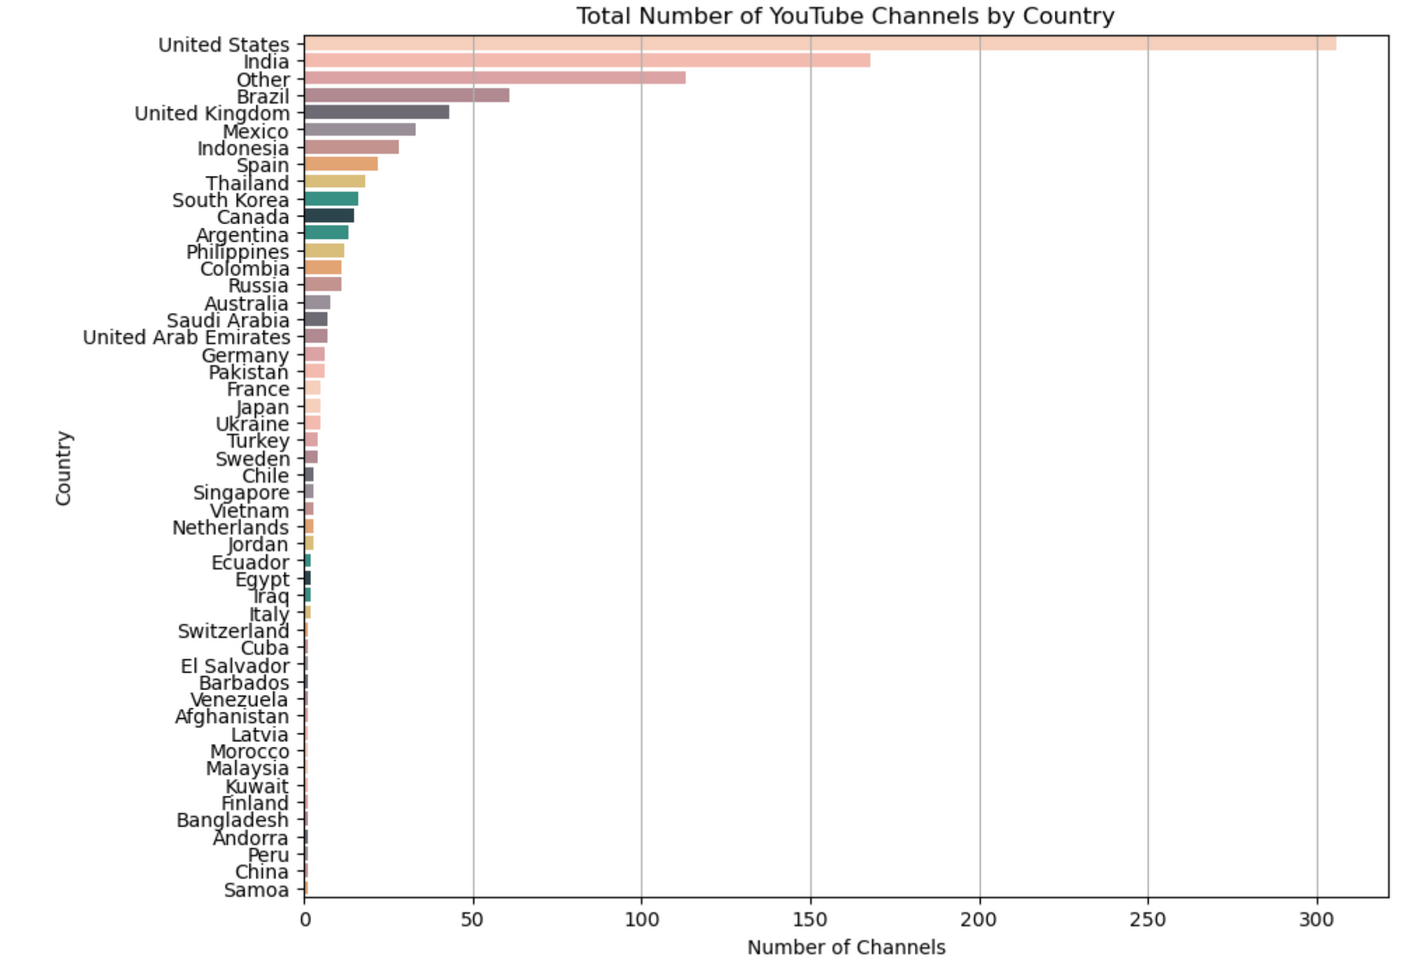 Total Number of YouTube Channels by Country
United States
India
Other
Brazil
United Kingdom
Mexico
Indonesia
Spain
Thailand
South Korea
Canada
Argentina
Philippines
Colombia
Russia
Australia
Saudi Arabia
United Arab Emirates
Germany
Pakistan
France
Japan
Ukraine
Turkey
Sweden
Chile
Singapore
Vietnam
Netherlands
Jordan
Ecuador
Egypt
Iraq
Italy
Switzerland
Cuba
El Salvador
Barbados
Venezuela
Afghanistan
Latvia
Morocco
Malaysia
Kuwait
Finland
Bangladesh
Andorra
Peru
China
Samoa
Country
0 50 100 150 200 250 300
Number of Channels